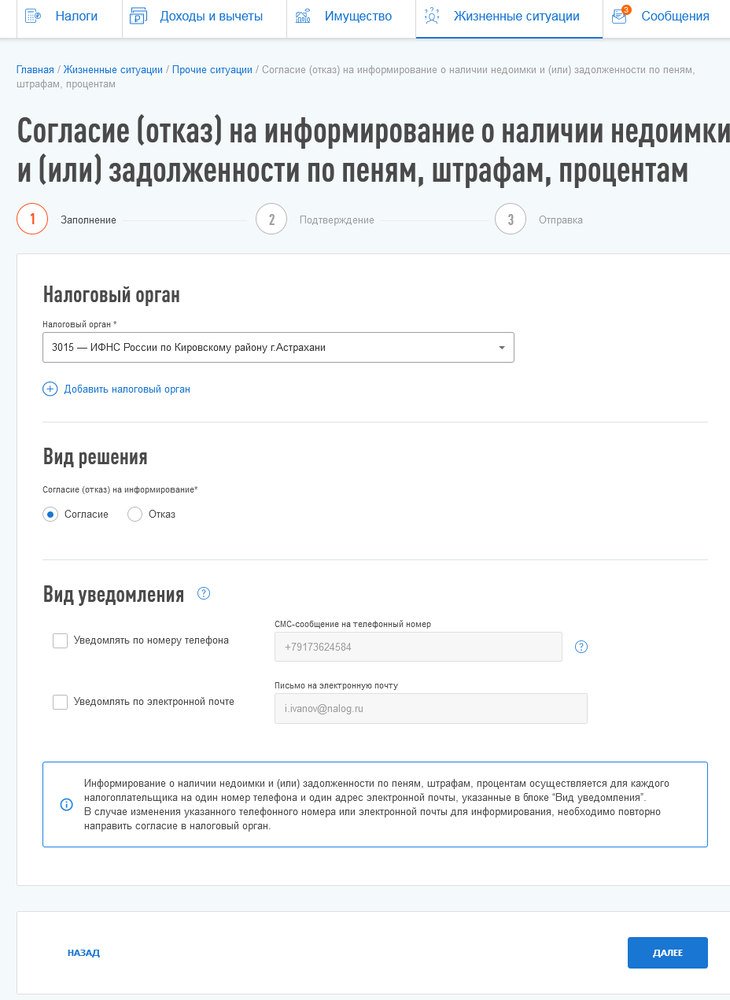 Налоги
Доходы и вычеты
Имущество
Жизненные ситуации
3
Сообщения
Главная / Жизненные ситуации / Прочие ситуации / Согласие (отказ) на информирование о наличии недоимки и (или) задолженности по пеням,
штрафам, процентам
Согласие (отказ) на информирование о наличии недоимки
и (или) задолженности по пеням, штрафам, процентам
1 Заполнение
2 Подтверждение
3 Отправка
Налоговый орган
Налоговый орган *
3015 — ИФНС России по Кировскому району г.Астрахани
Добавить налоговый орган
Вид решения
Согласие (отказ) на информирование*
Согласие
Отказ
Вид уведомления ?
СМС-сообщение на телефонный номер
Уведомлять по номеру телефона
+79173624584 ?
Письмо на электронную почту
Уведомлять по электронной почте
i.ivanov@nalog.ru
Информирование о наличии недоимки и (или) задолженности по пеням, штрафам, процентам осуществляется для каждого
налогоплательщика на один номер телефона и один адрес электронной почты, указанные в блоке “Вид уведомления”.
В случае изменения указанного телефонного номера или электронной почты для информирования, необходимо повторно
направить согласие в налоговый орган.
НАЗАД
ДАЛЕЕ